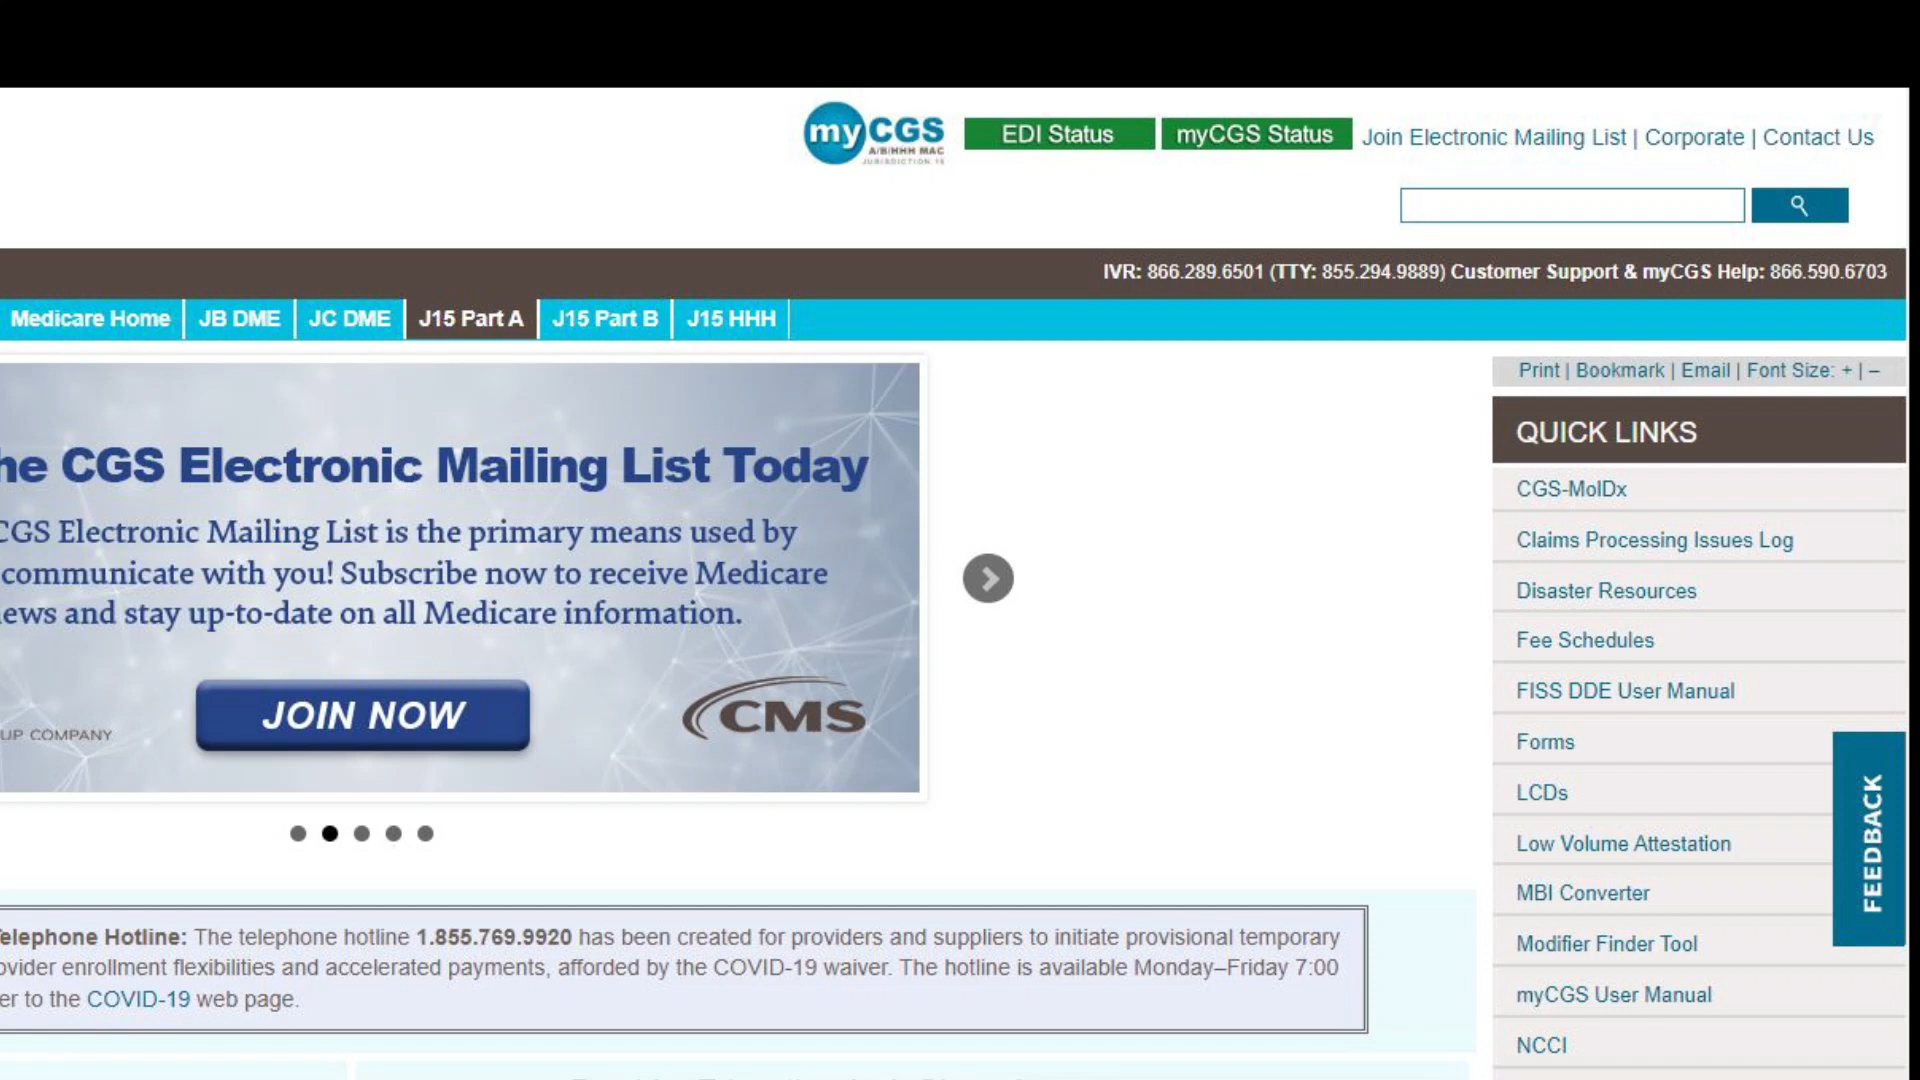 myCGS
A/B/HHH MAC
JURISDICTION 15
EDI Status
myCGS Status
Join Electronic Mailing List | Corporate | Contact Us
IVR: 866.289.6501 (TTY: 855.294.9889) Customer Support & myCGS Help: 866.590.6703
Medicare Home
JB DME
JC DME
J15 Part A
J15 Part B
J15 HHH
Print | Bookmark | Email | Font Size: + | –
he CGS Electronic Mailing List Today
CGS Electronic Mailing List is the primary means used by
communicate with you! Subscribe now to receive Medicare
ews and stay up-to-date on all Medicare information.
JOIN NOW
CMS
UP COMPANY
elephone Hotline: The telephone hotline 1.855.769.9920 has been created for providers and suppliers to initiate provisional temporary
ovider enrollment flexibilities and accelerated payments, afforded by the COVID-19 waiver. The hotline is available Monday–Friday 7:00
er to the COVID-19 web page.
QUICK LINKS
CGS-MolDx
Claims Processing Issues Log
Disaster Resources
Fee Schedules
FISS DDE User Manual
Forms
LCDs
Low Volume Attestation
MBI Converter
Modifier Finder Tool
myCGS User Manual
NCCI
FEEDBACK